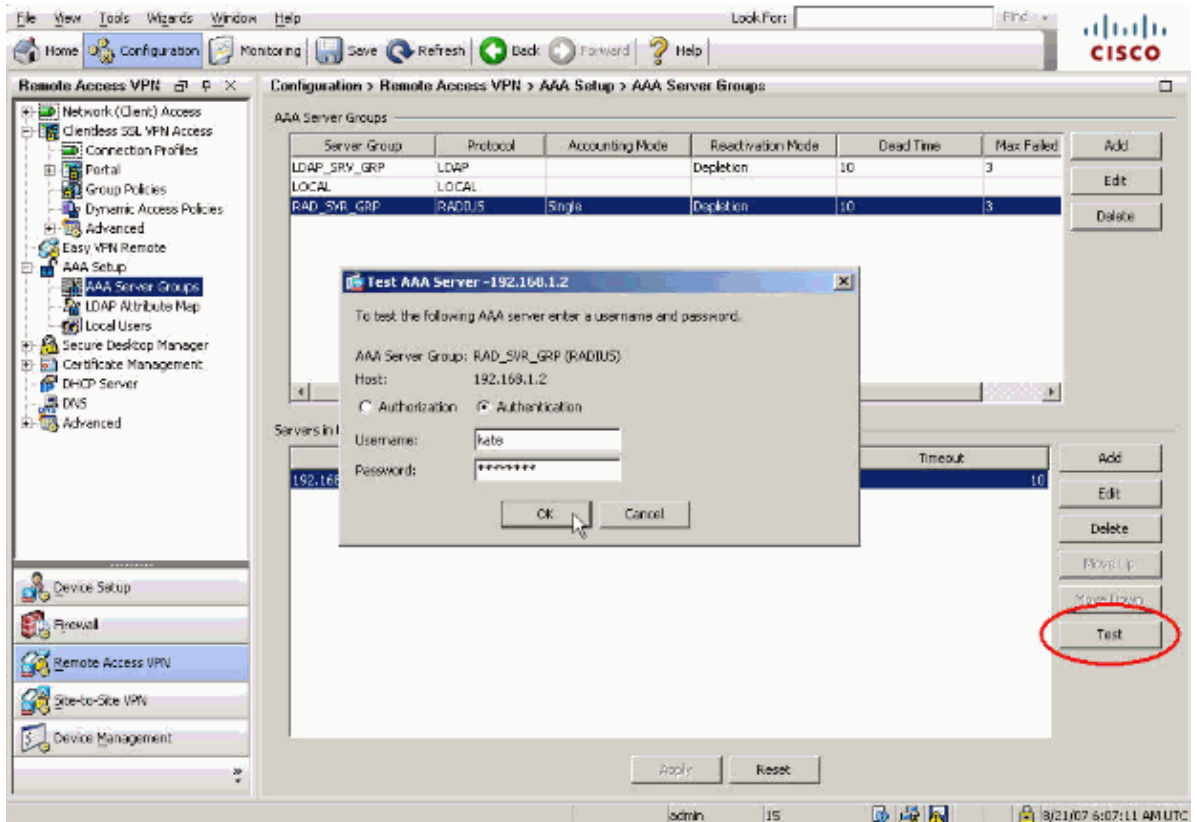 File View Tools Wizards Window Help Look For: Find
Home Configuration Monitoring Save Refresh Back Forward Help
CISCO
Remote Access VPN
Network (Client) Access
Clientless SSL VPN Access
Connection Profiles
Portal
Group Policies
Dynamic Access Policies
Advanced
Easy VPN Remote
AAA Setup
AAA Server Groups
LDAP Attribute Map
Local Users
Secure Desktop Manager
Certificate Management
DHCP Server
DNS
Advanced
Device Setup
Firewall
Remote Access VPN
Site-to-Site VPN
Device Management
Configuration > Remote Access VPN > AAA Setup > AAA Server Groups
AAA Server Groups
Server Group Protocol Accounting Mode Reactivation Mode Dead Time Max Failed
LDAP_SRV_GRP LDAP Depletion 10 3
LOCAL LOCAL
RAD_SVR_GRP RADIUS Single Depletion 10 3
Add
Edit
Delete
Test AAA Server -192.168.1.2
To test the following AAA server enter a username and password.
AAA Server Group: RAD_SVR_GRP (RADIUS)
Host: 192.168.1.2
Authorization Authentication
Username: kate
Password: ********
OK Cancel
Servers in
Timeout
192.168 10
Add
Edit
Delete
Move Up
Move Down
Test
Apply Reset
admin 15 8/21/07 6:07:11 AM UTC